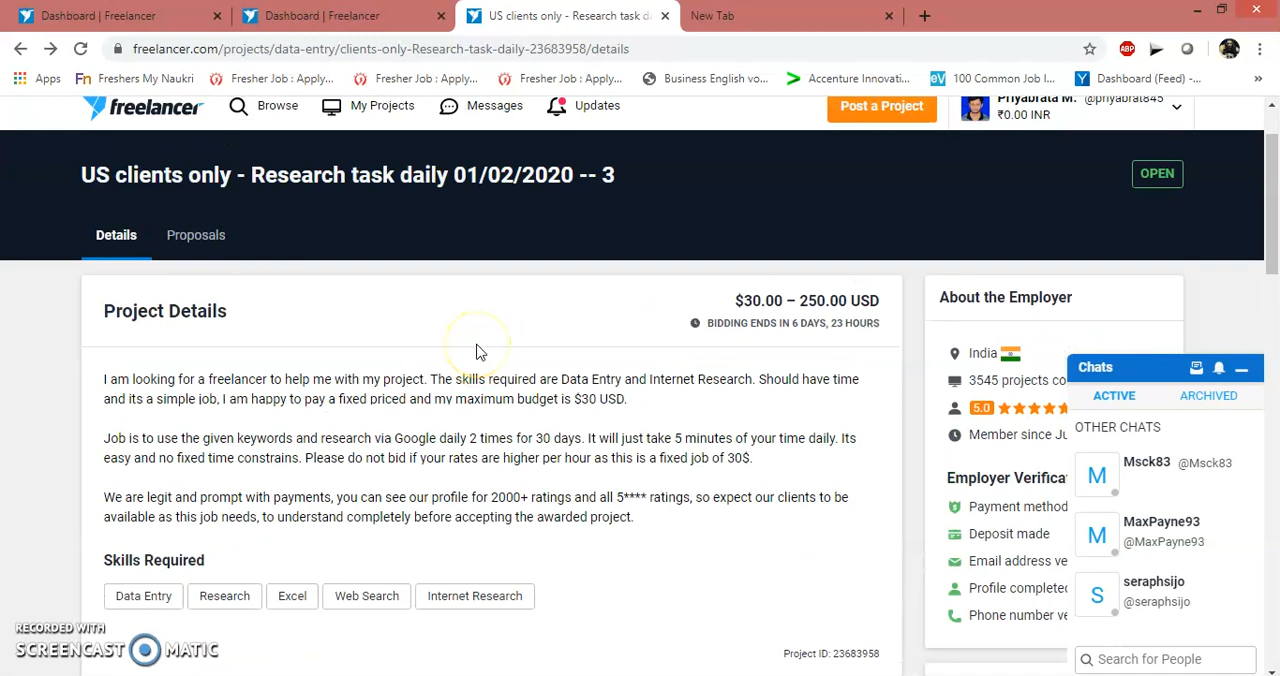 Dashboard | Freelancer
Dashboard | Freelancer
US clients only - Research task da
New Tab
freelancer.com/projects/data-entry/clients-only-Research-task-daily-23683958/details
ABP
Apps
Fn Freshers My Naukri
Fresher Job : Apply...
Fresher Job : Apply...
Fresher Job : Apply...
Business English vo...
Accenture Innovati...
eV 100 Common Job I...
Y Dashboard (Feed) -...
»
freelancer
Browse
My Projects
Messages
Updates
Post a Project
Priyabrata M. @priyabrat845
₹0.00 INR
US clients only - Research task daily 01/02/2020 -- 3
OPEN
Details
Proposals
Project Details
$30.00 – 250.00 USD
BIDDING ENDS IN 6 DAYS, 23 HOURS
I am looking for a freelancer to help me with my project. The skills required are Data Entry and Internet Research. Should have time
and its a simple job, I am happy to pay a fixed priced and my maximum budget is $30 USD.
Job is to use the given keywords and research via Google daily 2 times for 30 days. It will just take 5 minutes of your time daily. Its
easy and no fixed time constrains. Please do not bid if your rates are higher per hour as this is a fixed job of 30$.
We are legit and prompt with payments, you can see our profile for 2000+ ratings and all 5**** ratings, so expect our clients to be
available as this job needs, to understand completely before accepting the awarded project.
Skills Required
Data Entry
Research
Excel
Web Search
Internet Research
Project ID: 23683958
About the Employer
India
3545 projects co
5.0
Member since Ju
Employer Verifica
Payment method
Deposit made
Email address ve
Profile completed
Phone number ve
Chats
ACTIVE
ARCHIVED
OTHER CHATS
M
Msck83 @Msck83
M
MaxPayne93
@MaxPayne93
S
seraphsijo
@seraphsijo
Search for People
RECORDED WITH
SCREENCAST MATIC